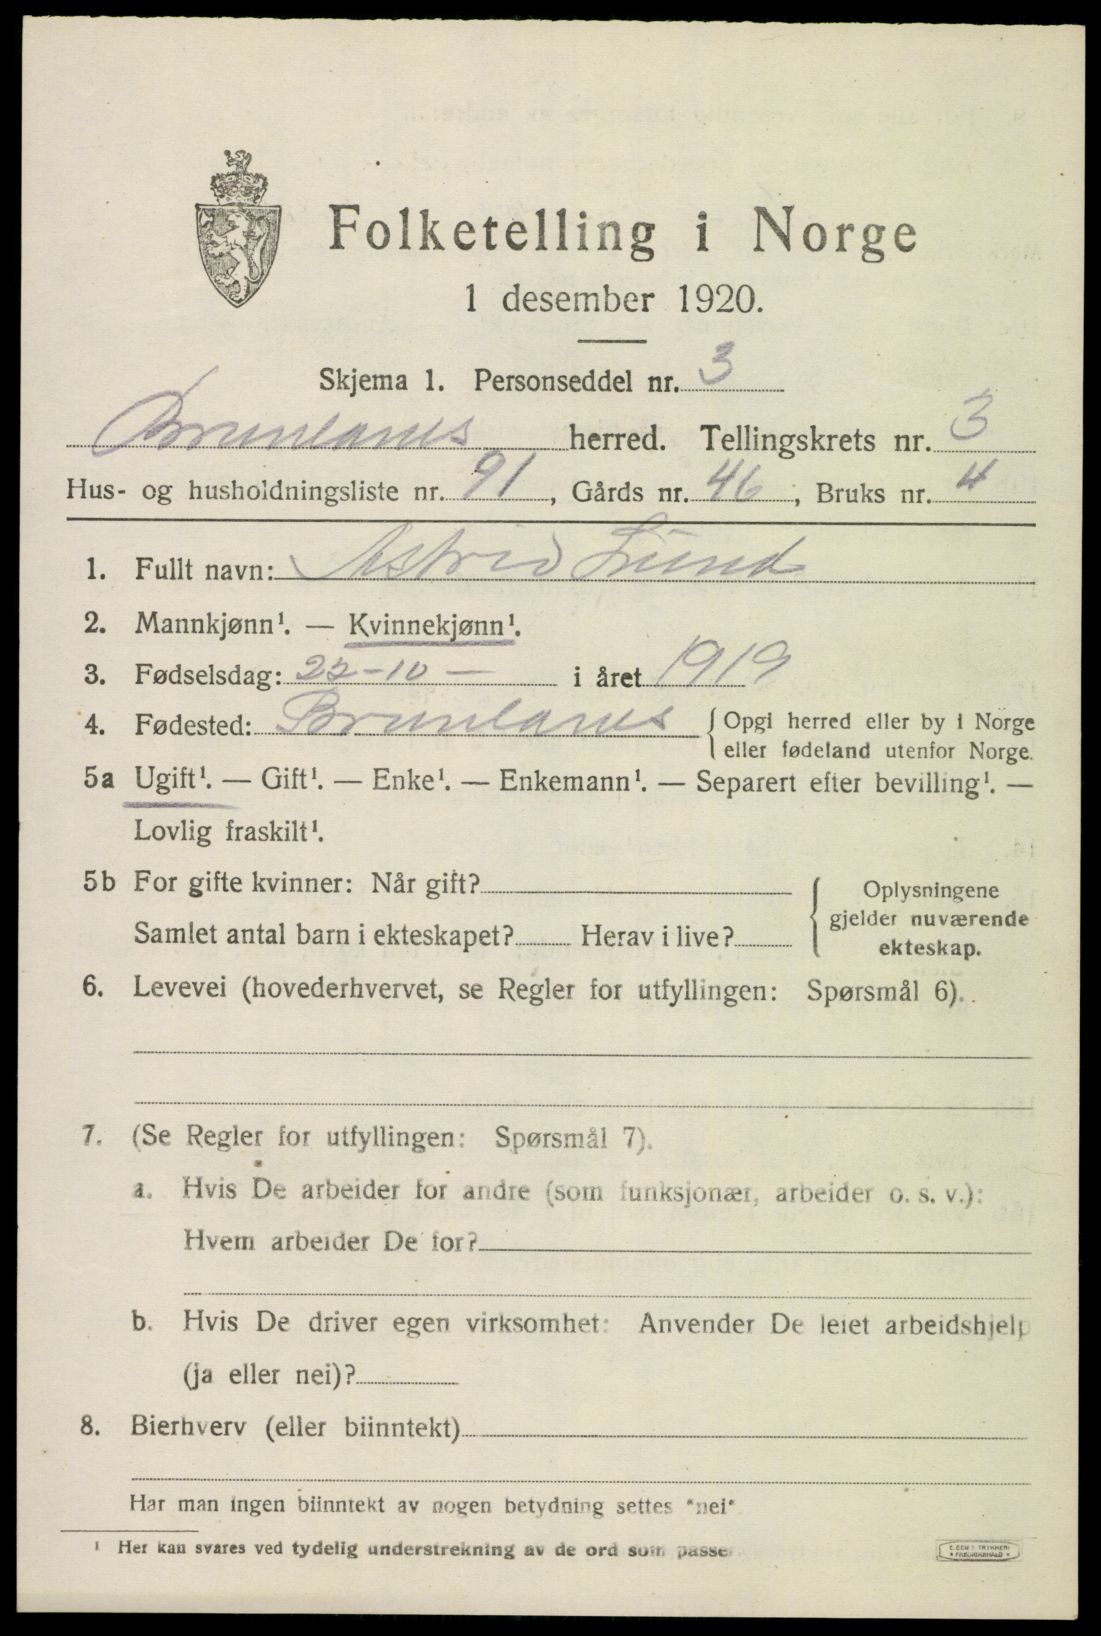 Folketelling i Norge
1 desember 1920.
Skjema 1. Personseddel nr. 3
Brunlanes herred. Tellingskrets nr. 3
Hus- og husholdningsliste nr. 91, Gårds nr. 46, Bruks nr. 4
1. Fullt navn: Astrid Lund
2. Mannkjønn¹. — Kvinnekjønn¹.
3. Fødselsdag: 22-10 — i året 1919
4. Fødested: Brunlanes { Opgi herred eller by i Norge
eller fødeland utenfor Norge.
5a Ugift¹. — Gift¹. — Enke¹. — Enkemann¹. — Separert efter bevilling¹. —
Lovlig fraskilt¹.
5b For gifte kvinner: Når gift?
Samlet antal barn i ekteskapet? Herav i live?
{ Oplysningene
gjelder nuværende
ekteskap.
6. Levevei (hovederhvervet, se Regler for utfyllingen: Spørsmål 6).
7. (Se Regler for utfyllingen: Spørsmål 7).
a. Hvis De arbeider for andre (som funksjonær, arbeider o. s. v.):
Hvem arbeider De for?
b. Hvis De driver egen virksomhet: Anvender De leiet arbeidshjelp
(ja eller nei)?
8. Bierhverv (eller biinntekt)
Har man ingen biinntekt av nogen betydning settes "nei"
¹ Her kan svares ved tydelig understrekning av de ord som passe